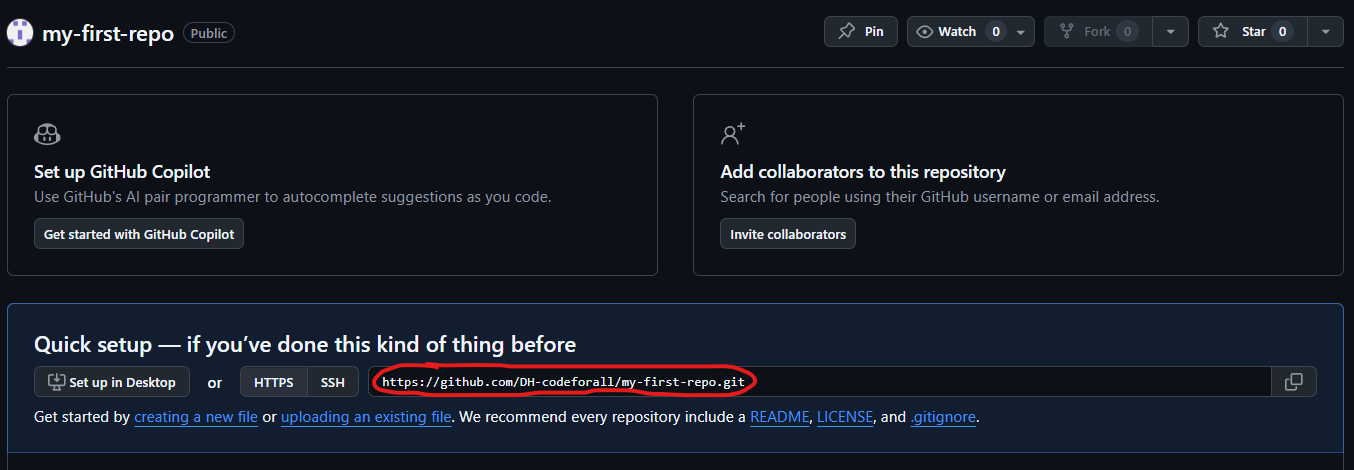 my-first-repo Public Pin Watch 0 Fork 0 Star 0
Set up GitHub Copilot
Use GitHub's AI pair programmer to autocomplete suggestions as you code.
Get started with GitHub Copilot
Add collaborators to this repository
Search for people using their GitHub username or email address.
Invite collaborators
Quick setup — if you’ve done this kind of thing before
Set up in Desktop or HTTPS SSH https://github.com/DH-codeforall/my-first-repo.git
Get started by creating a new file or uploading an existing file. We recommend every repository include a README, LICENSE, and .gitignore.